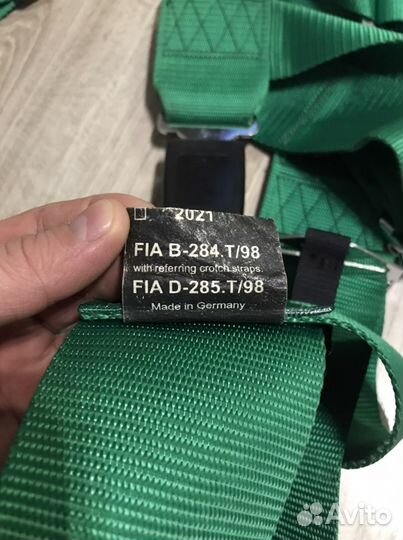 2021
FIA B-284.T/98
with referring crotch straps.
FIA D-285.T/98
Made in Germany
Avito